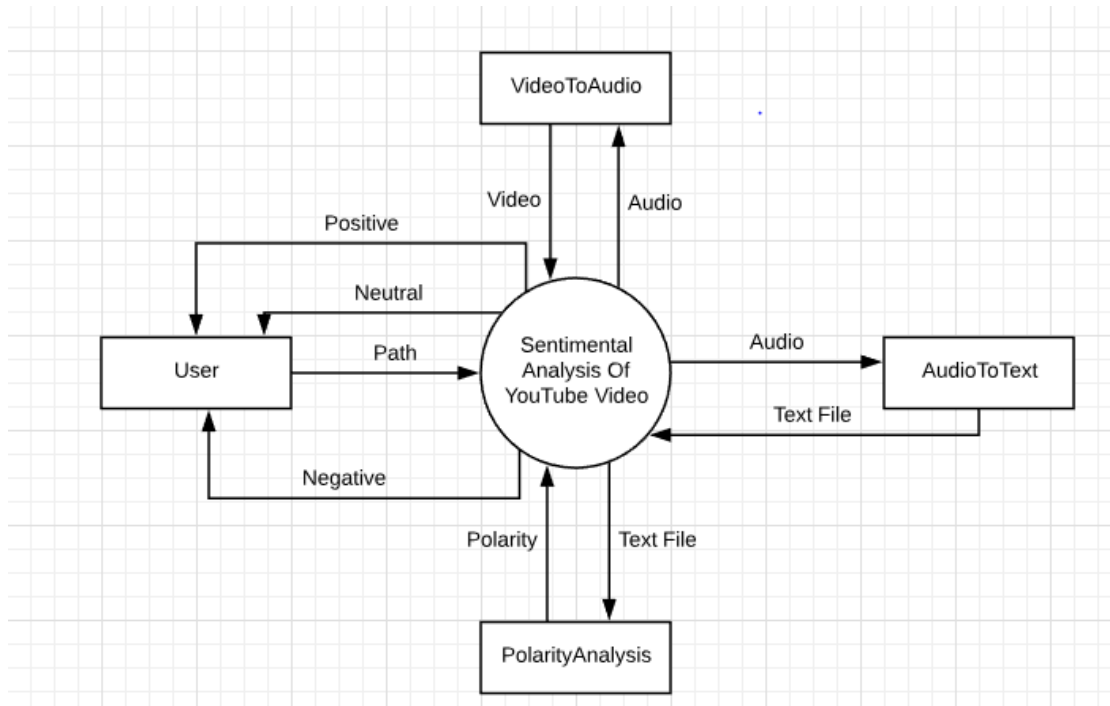 VideoToAudio
Video
Audio
Positive
Neutral
Path
User
Sentimental
Analysis Of
YouTube Video
Audio
AudioToText
Text File
Negative
Polarity
Text File
PolarityAnalysis